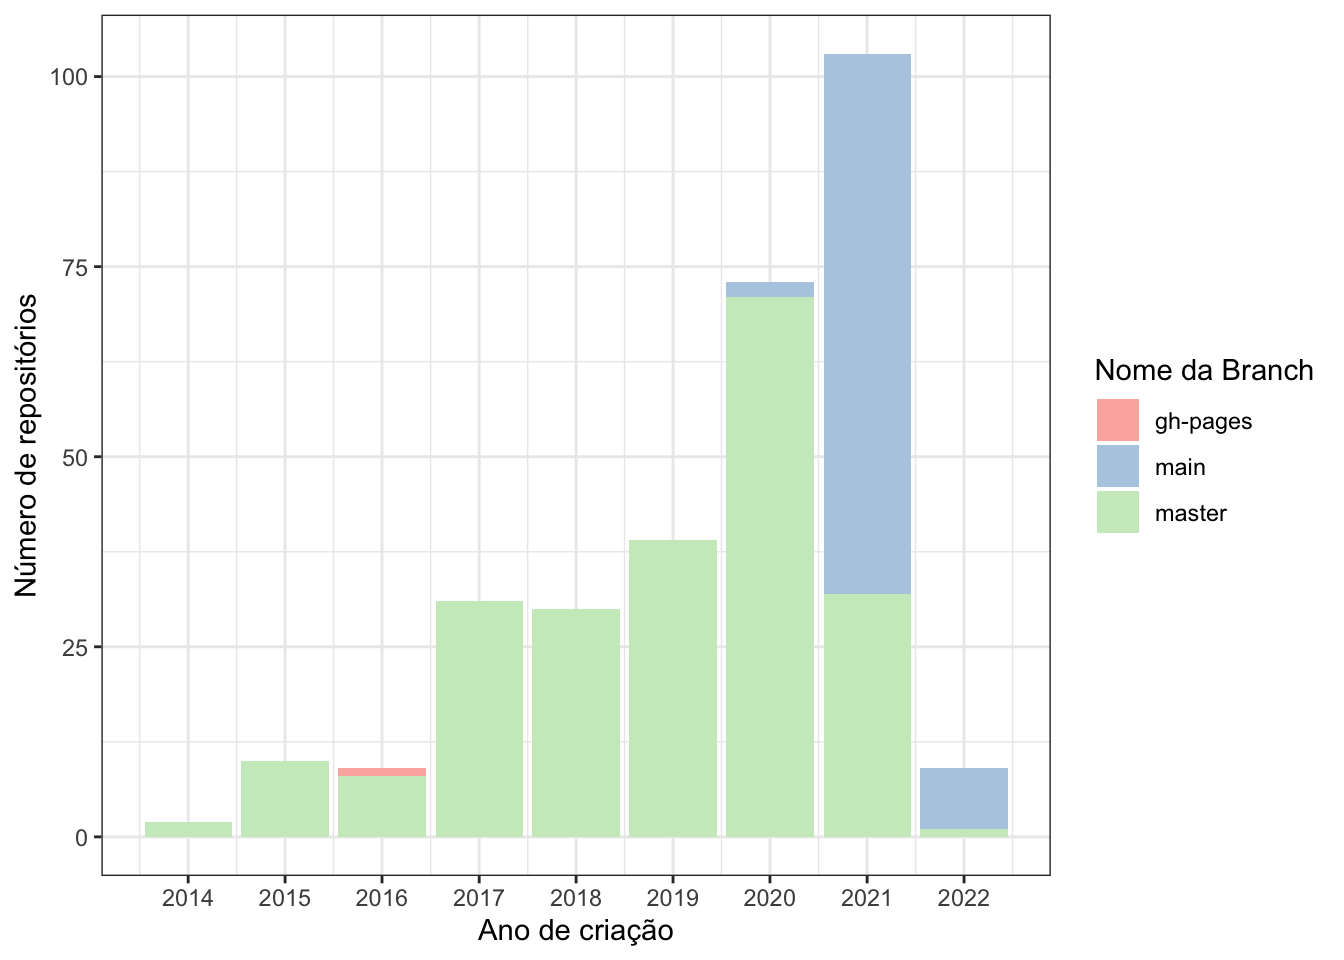 100
75
50
25
0
Número de repositórios
2014 2015 2016 2017 2018 2019 2020 2021 2022
Ano de criação
Nome da Branch
gh-pages
main
master